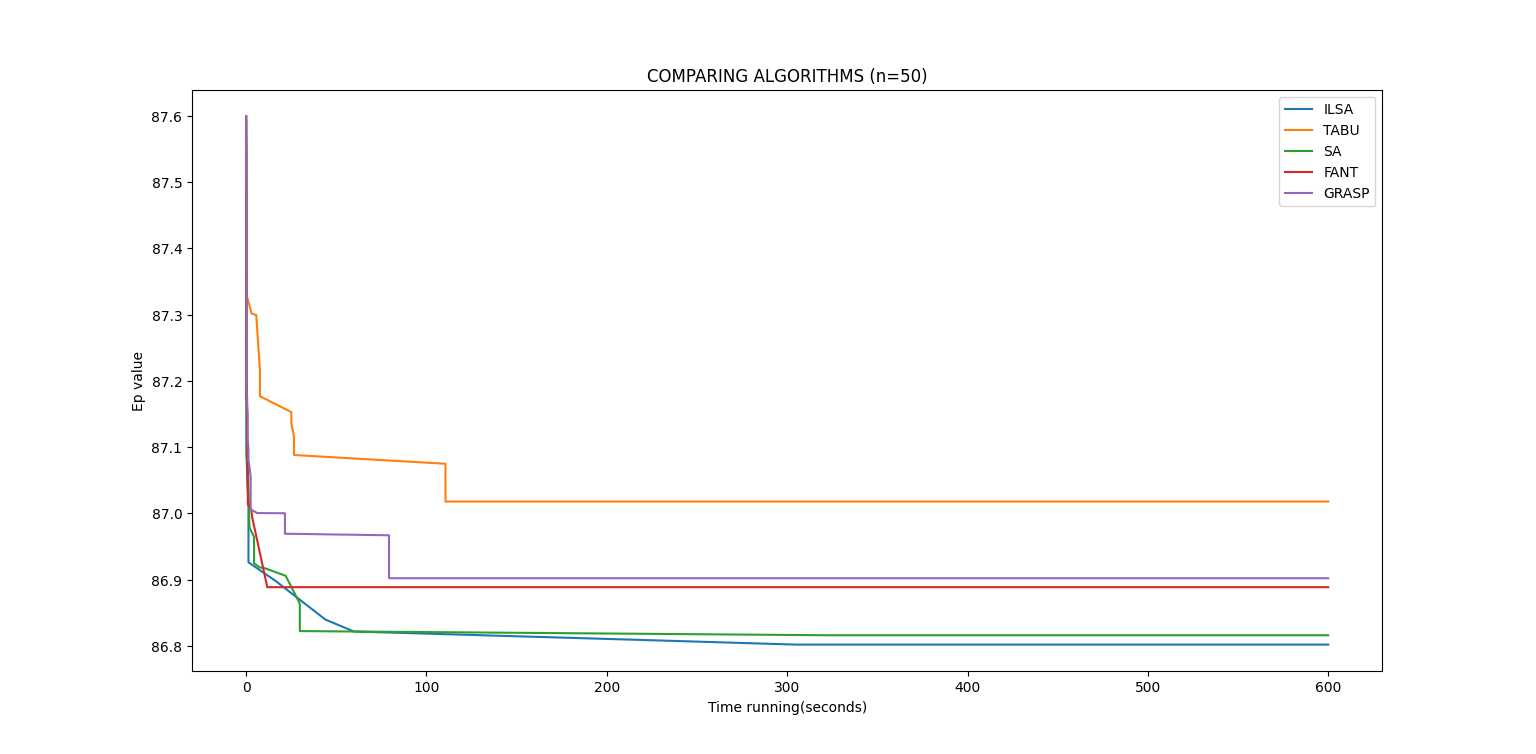 COMPARING ALGORITHMS (n=50)
87.6
87.5
87.4
87.3
87.2
87.1
87.0
86.9
86.8
Ep value
ILSA
TABU
SA
FANT
GRASP
0 100 200 300 400 500 600
Time running(seconds)